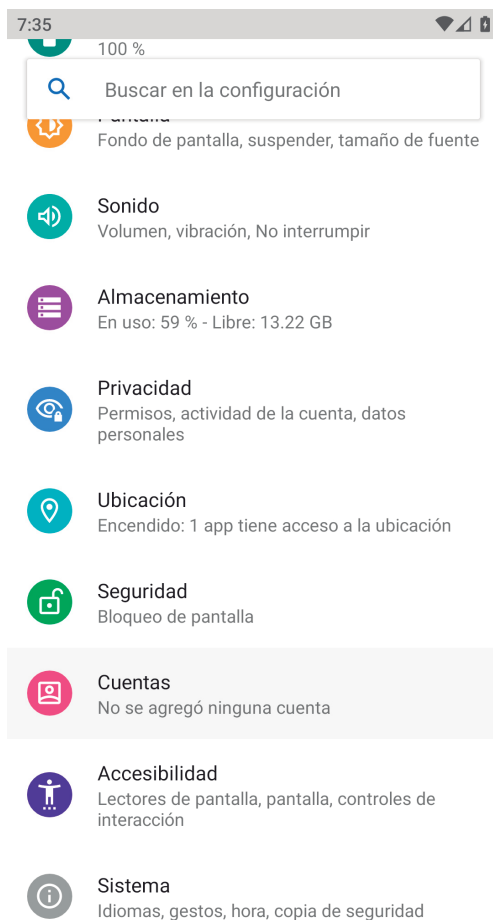 7:35
100 %
Buscar en la configuración
Pantalla
Fondo de pantalla, suspender, tamaño de fuente
Sonido
Volumen, vibración, No interrumpir
Almacenamiento
En uso: 59 % - Libre: 13.22 GB
Privacidad
Permisos, actividad de la cuenta, datos
personales
Ubicación
Encendido: 1 app tiene acceso a la ubicación
Seguridad
Bloqueo de pantalla
Cuentas
No se agregó ninguna cuenta
Accesibilidad
Lectores de pantalla, pantalla, controles de
interacción
Sistema
Idiomas, gestos, hora, copia de seguridad